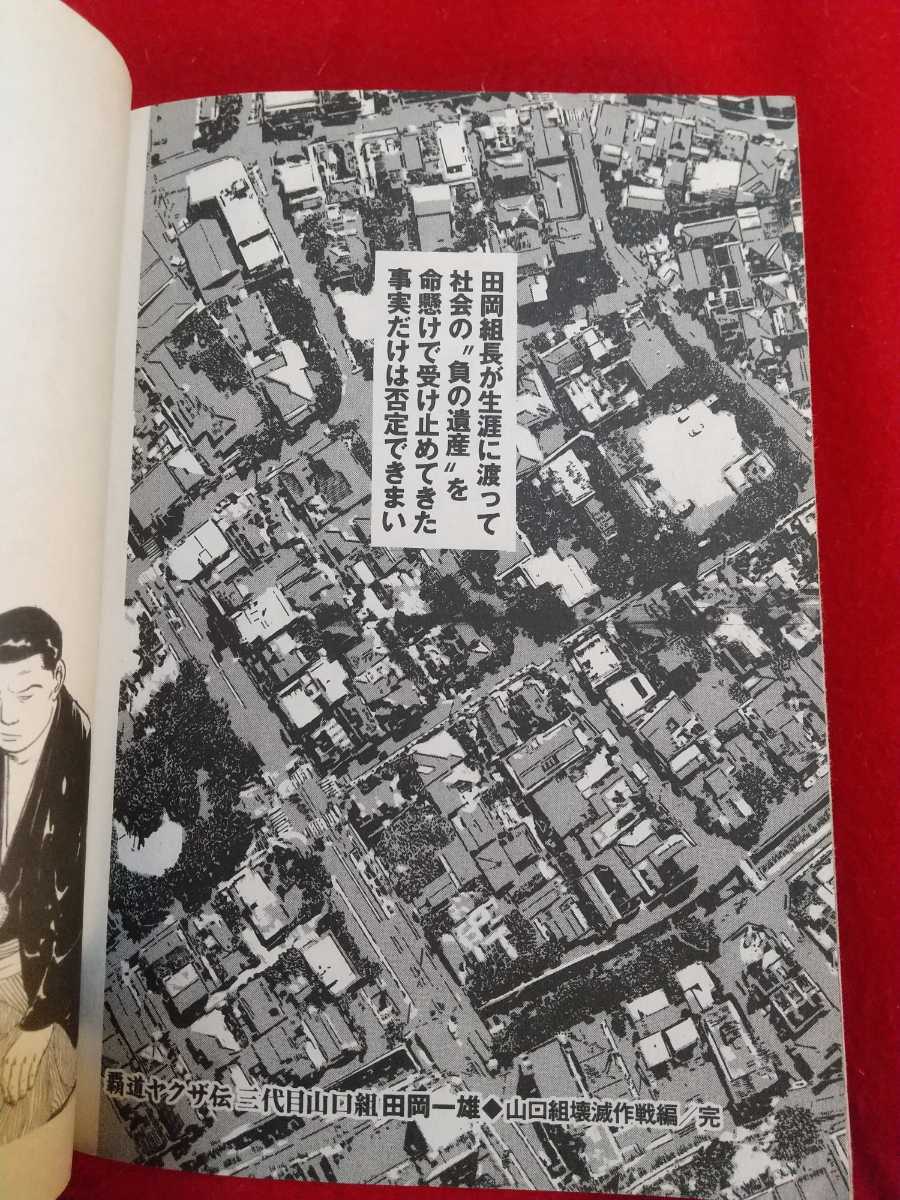 田岡組長が生涯に渡って
社会の〝負の遺産〟を
命懸けで受け止めてきた
事実だけは否定できまい
覇道ヤクザ伝 三代目山口組 田岡一雄◆山口組壊滅作戦編／完